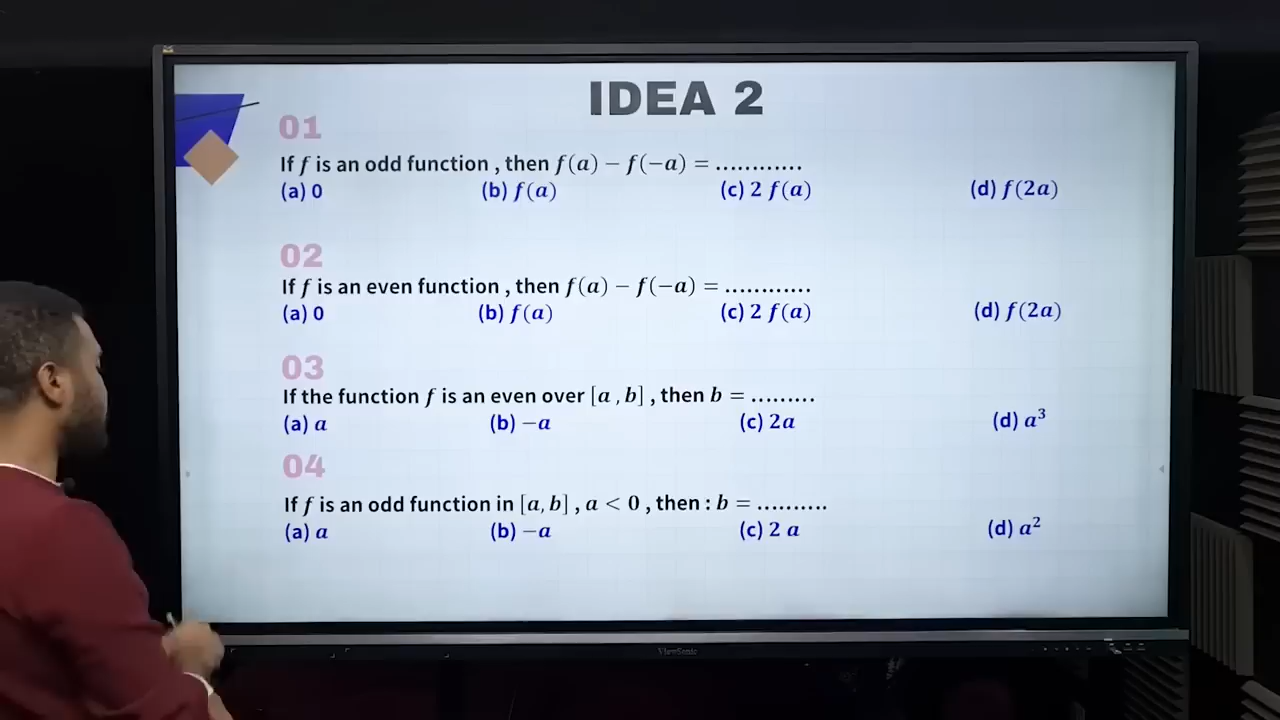 IDEA 2
01
If f is an odd function , then f(a) − f(−a) = ............
(a) 0 (b) f(a) (c) 2 f(a) (d) f(2a)
02
If f is an even function , then f(a) − f(−a) = ............
(a) 0 (b) f(a) (c) 2 f(a) (d) f(2a)
03
If the function f is an even over [a , b] , then b = .........
(a) a (b) −a (c) 2a (d) a³
04
If f is an odd function in [a, b] , a < 0 , then : b = ..........
(a) a (b) −a (c) 2 a (d) a²
ViewSonic